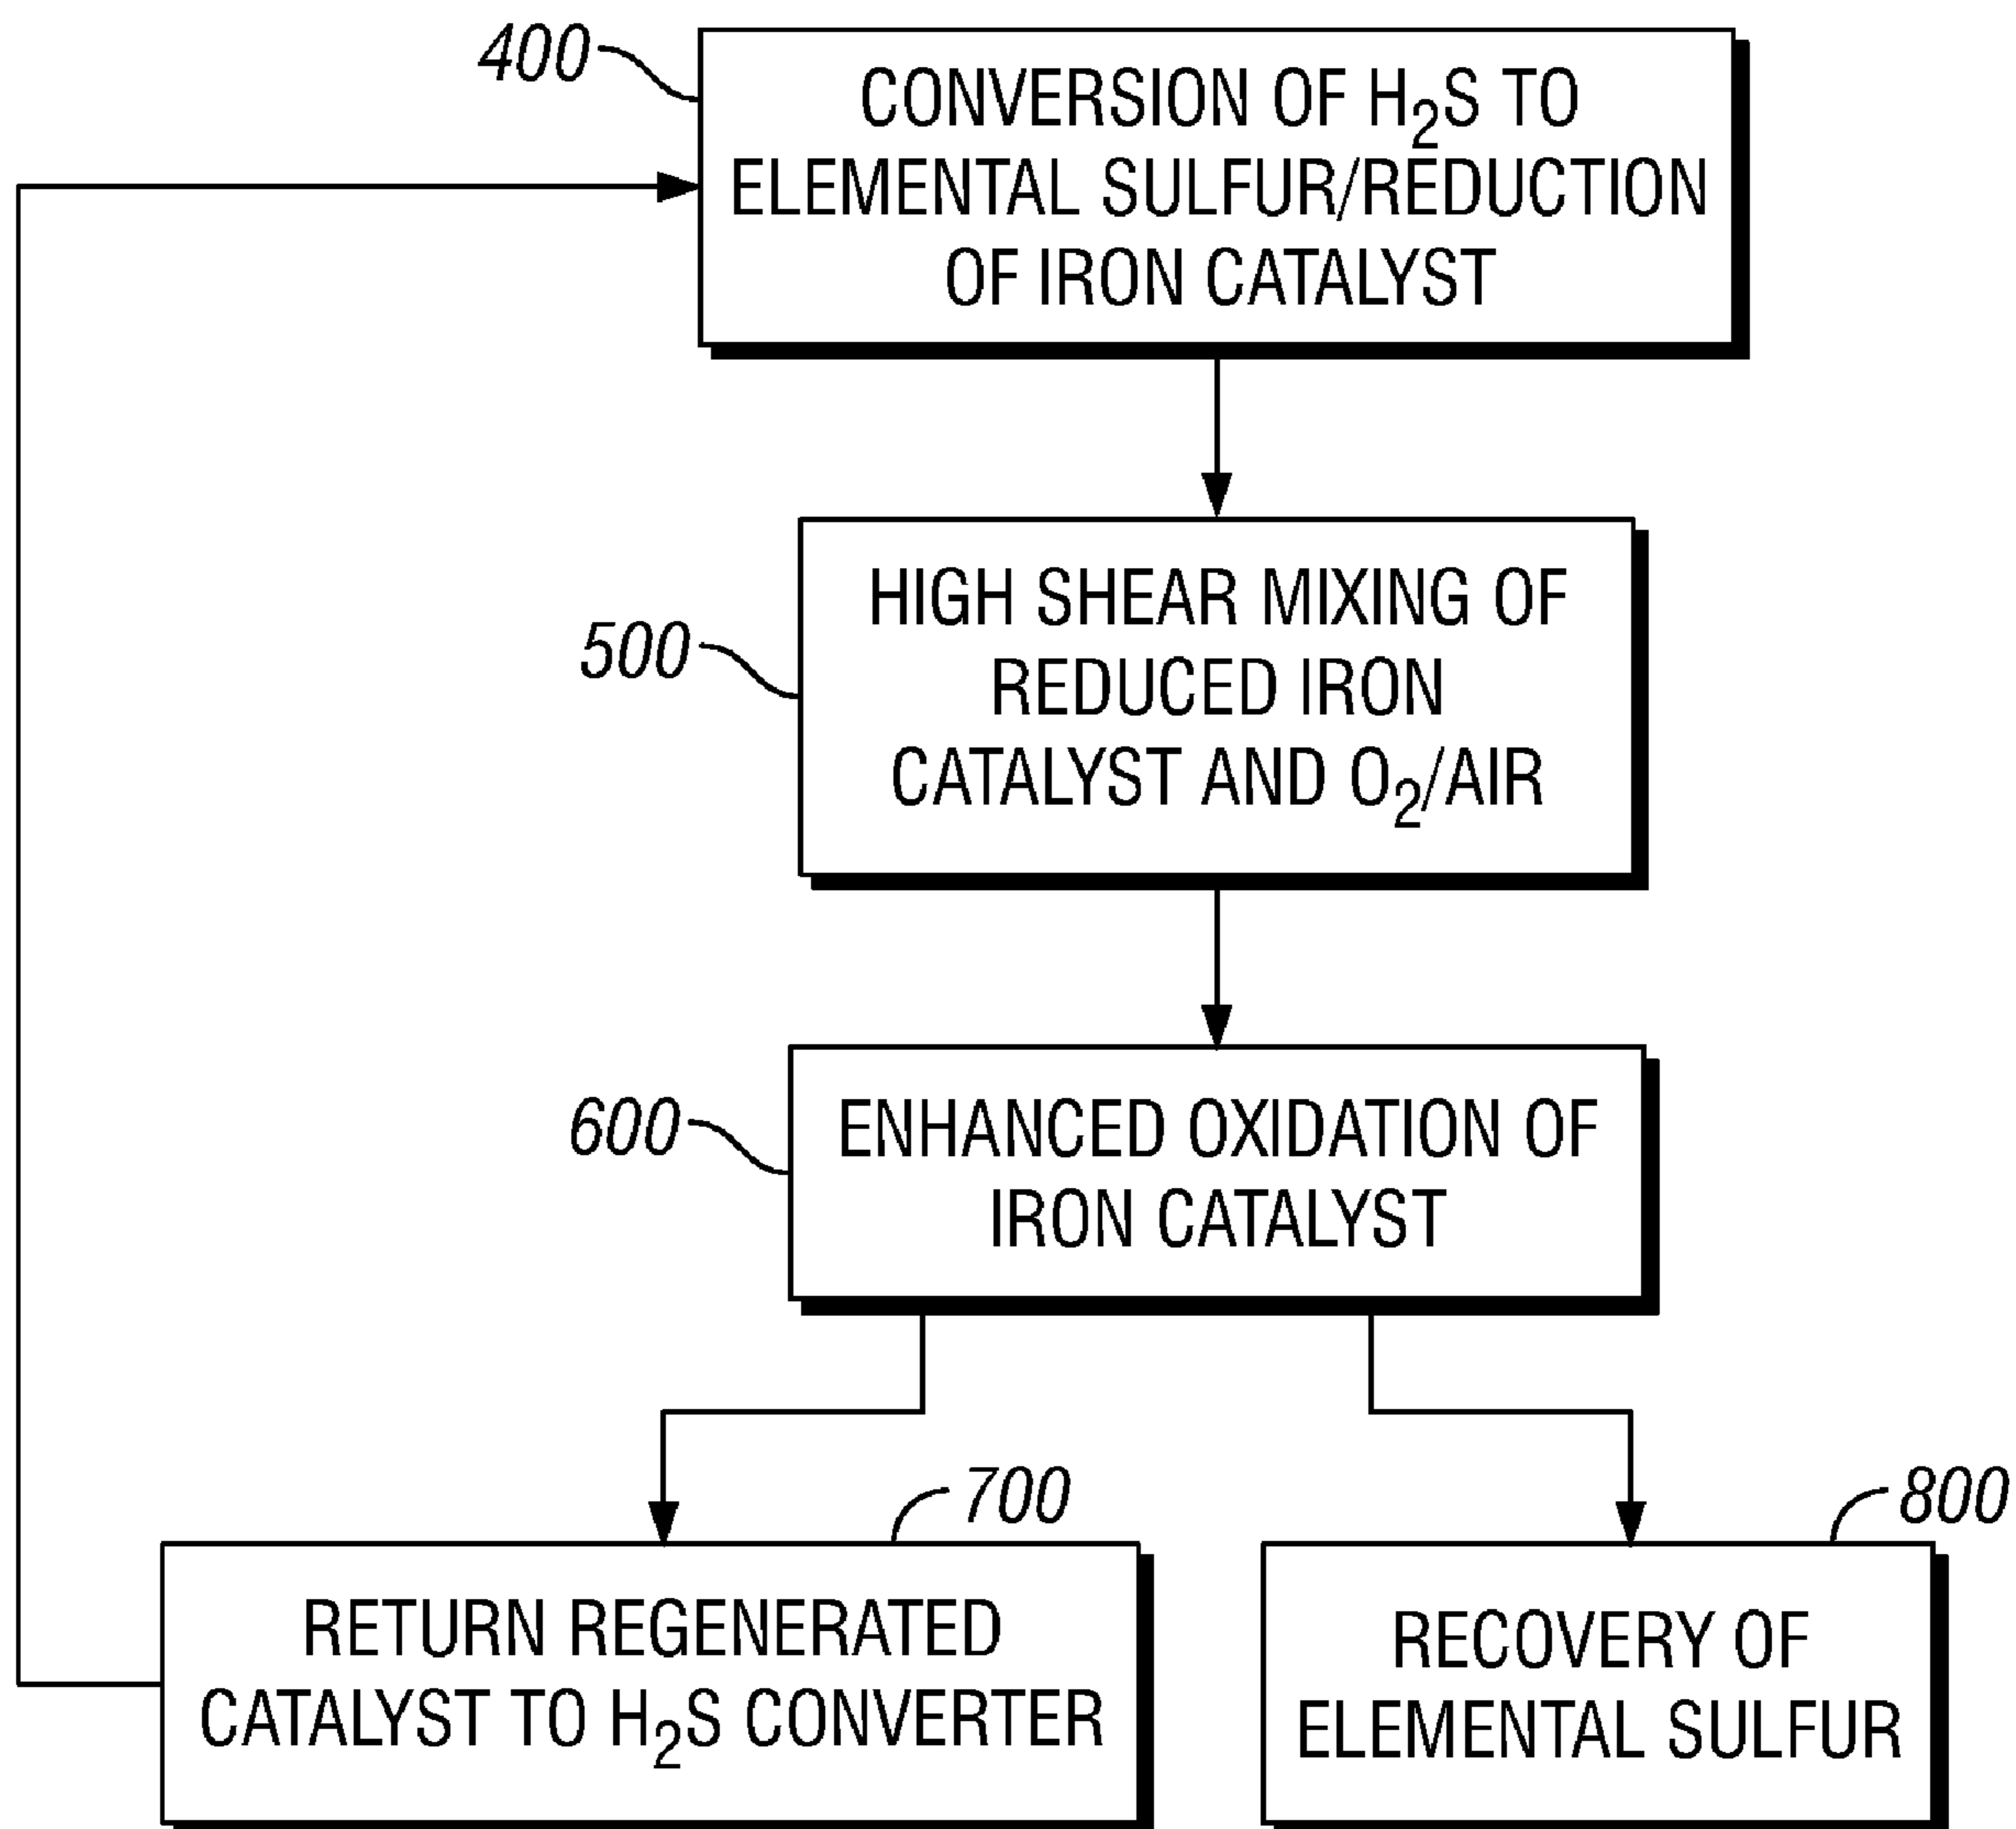 400
CONVERSION OF H₂S TO
ELEMENTAL SULFUR/REDUCTION
OF IRON CATALYST
500
HIGH SHEAR MIXING OF
REDUCED IRON
CATALYST AND O₂/AIR
600
ENHANCED OXIDATION OF
IRON CATALYST
700
RETURN REGENERATED
CATALYST TO H₂S CONVERTER
800
RECOVERY OF
ELEMENTAL SULFUR